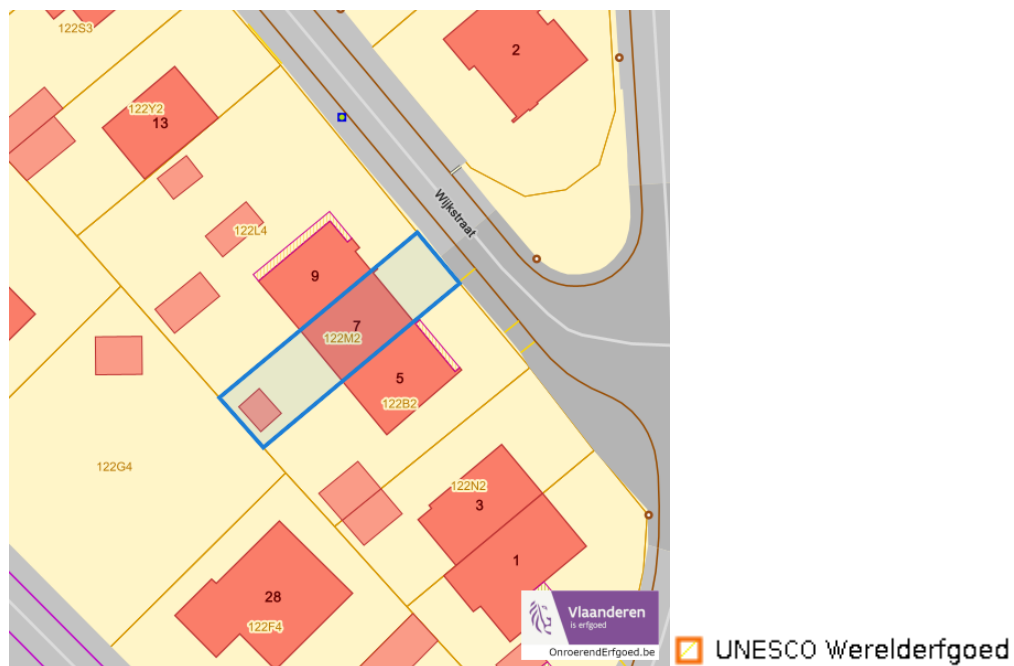 122S3
2
122Y2
13
Wijkstraat
122L4
9
7
122M2
5
122B2
122G4
122N2
3
1
28
122F4
Vlaanderen
is erfgoed
OnroerendErfgoed.be
UNESCO Werelderfgoed